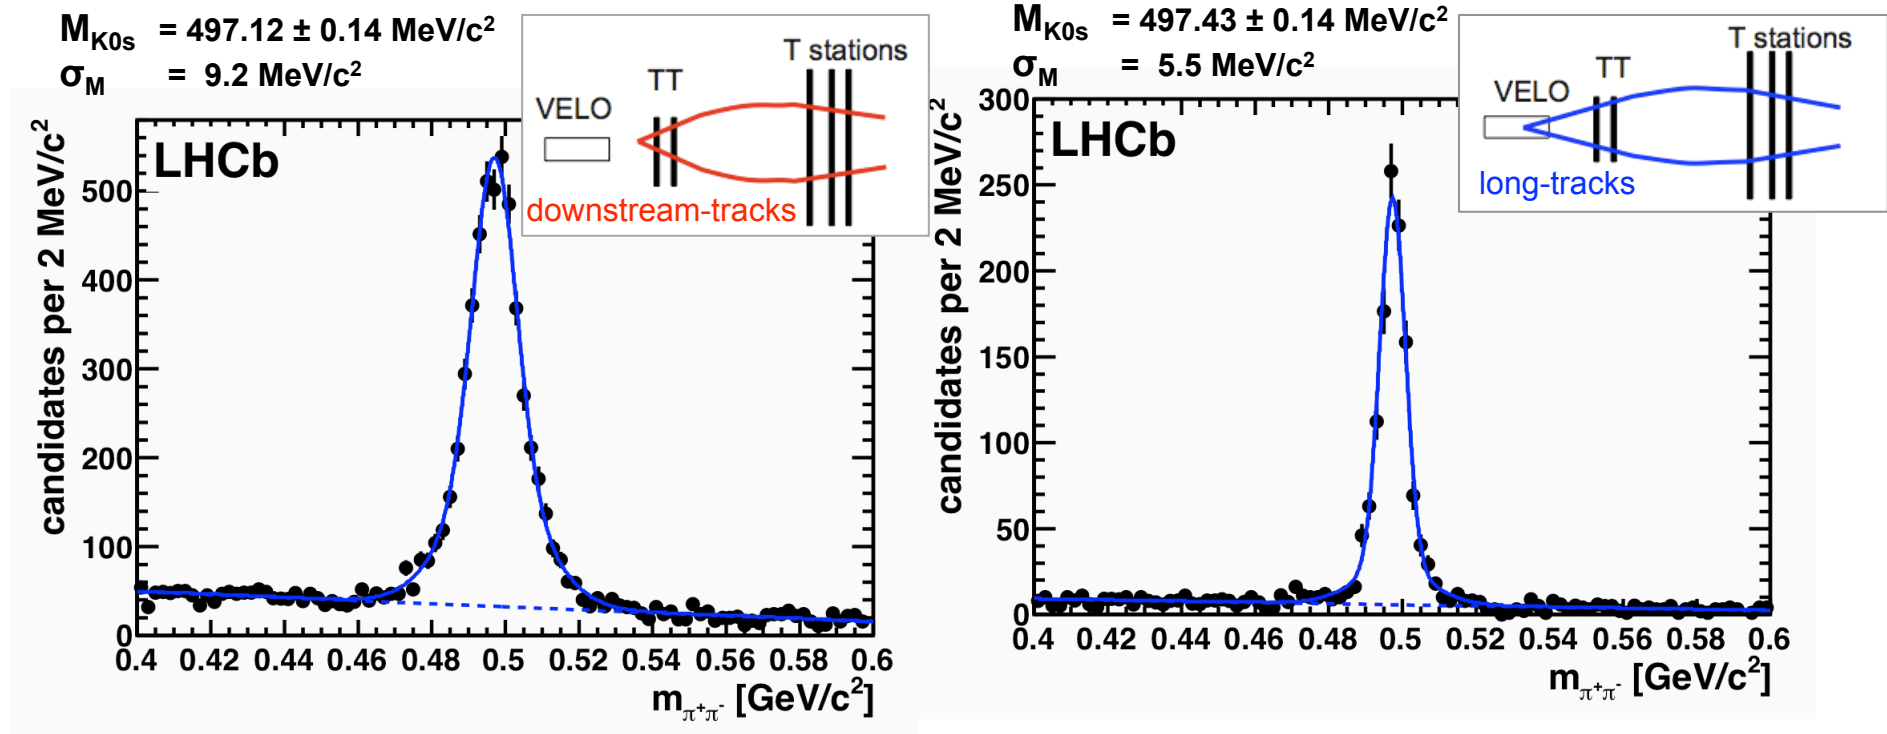 M_K0s = 497.12 ± 0.14 MeV/c²
σ_M = 9.2 MeV/c²
T stations
TT
VELO
downstream-tracks
LHCb
candidates per 2 MeV/c²
500
400
300
200
100
0
0.4 0.42 0.44 0.46 0.48 0.5 0.52 0.54 0.56 0.58 0.6
m_π⁺π⁻ [GeV/c²]
M_K0s = 497.43 ± 0.14 MeV/c²
σ_M = 5.5 MeV/c²
T stations
TT
VELO
long-tracks
LHCb
candidates per 2 MeV/c²
300
250
200
150
100
50
0
0.4 0.42 0.44 0.46 0.48 0.5 0.52 0.54 0.56 0.58 0.6
m_π⁺π⁻ [GeV/c²]